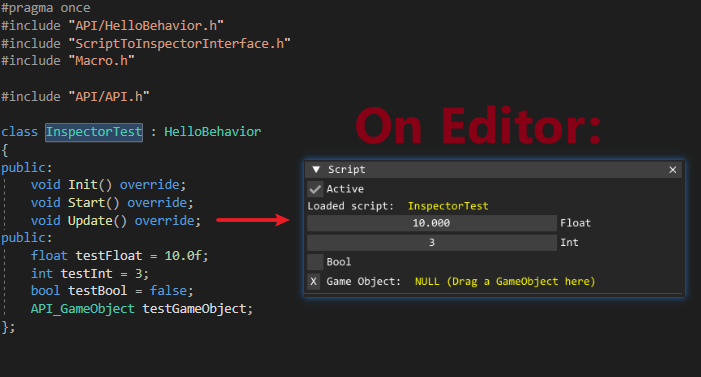 #pragma once
#include "API/HelloBehavior.h"
#include "ScriptToInspectorInterface.h"
#include "Macro.h"
#include "API/API.h"
class InspectorTest : HelloBehavior
{
public:
    void Init() override;
    void Start() override;
    void Update() override;
public:
    float testFloat = 10.0f;
    int testInt = 3;
    bool testBool = false;
    API_GameObject testGameObject;
};
On Editor:
▼ Script ×
Active
Loaded script: InspectorTest
10.000 Float
3 Int
Bool
X Game Object: NULL (Drag a GameObject here)